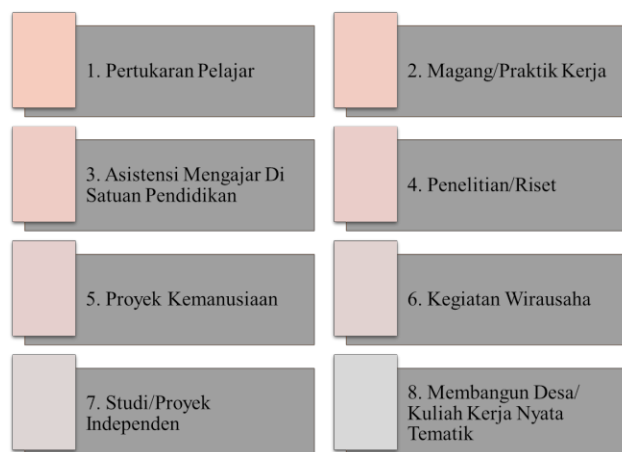 1. Pertukaran Pelajar
2. Magang/Praktik Kerja
3. Asistensi Mengajar Di
Satuan Pendidikan
4. Penelitian/Riset
5. Proyek Kemanusiaan
6. Kegiatan Wirausaha
7. Studi/Proyek
Independen
8. Membangun Desa/
Kuliah Kerja Nyata
Tematik